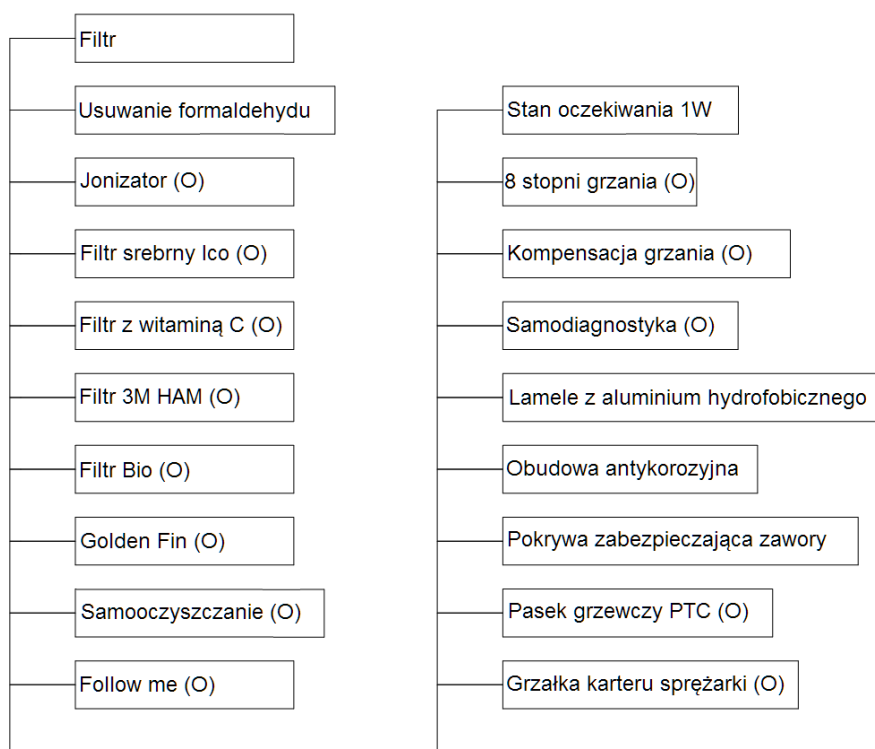 Filtr
Usuwanie formaldehydu
Jonizator (O)
Filtr srebrny Ico (O)
Filtr z witaminą C (O)
Filtr 3M HAM (O)
Filtr Bio (O)
Golden Fin (O)
Samooczyszczanie (O)
Follow me (O)
Stan oczekiwania 1W
8 stopni grzania (O)
Kompensacja grzania (O)
Samodiagnostyka (O)
Lamele z aluminium hydrofobicznego
Obudowa antykorozyjna
Pokrywa zabezpieczająca zawory
Pasek grzewczy PTC (O)
Grzałka karteru sprężarki (O)